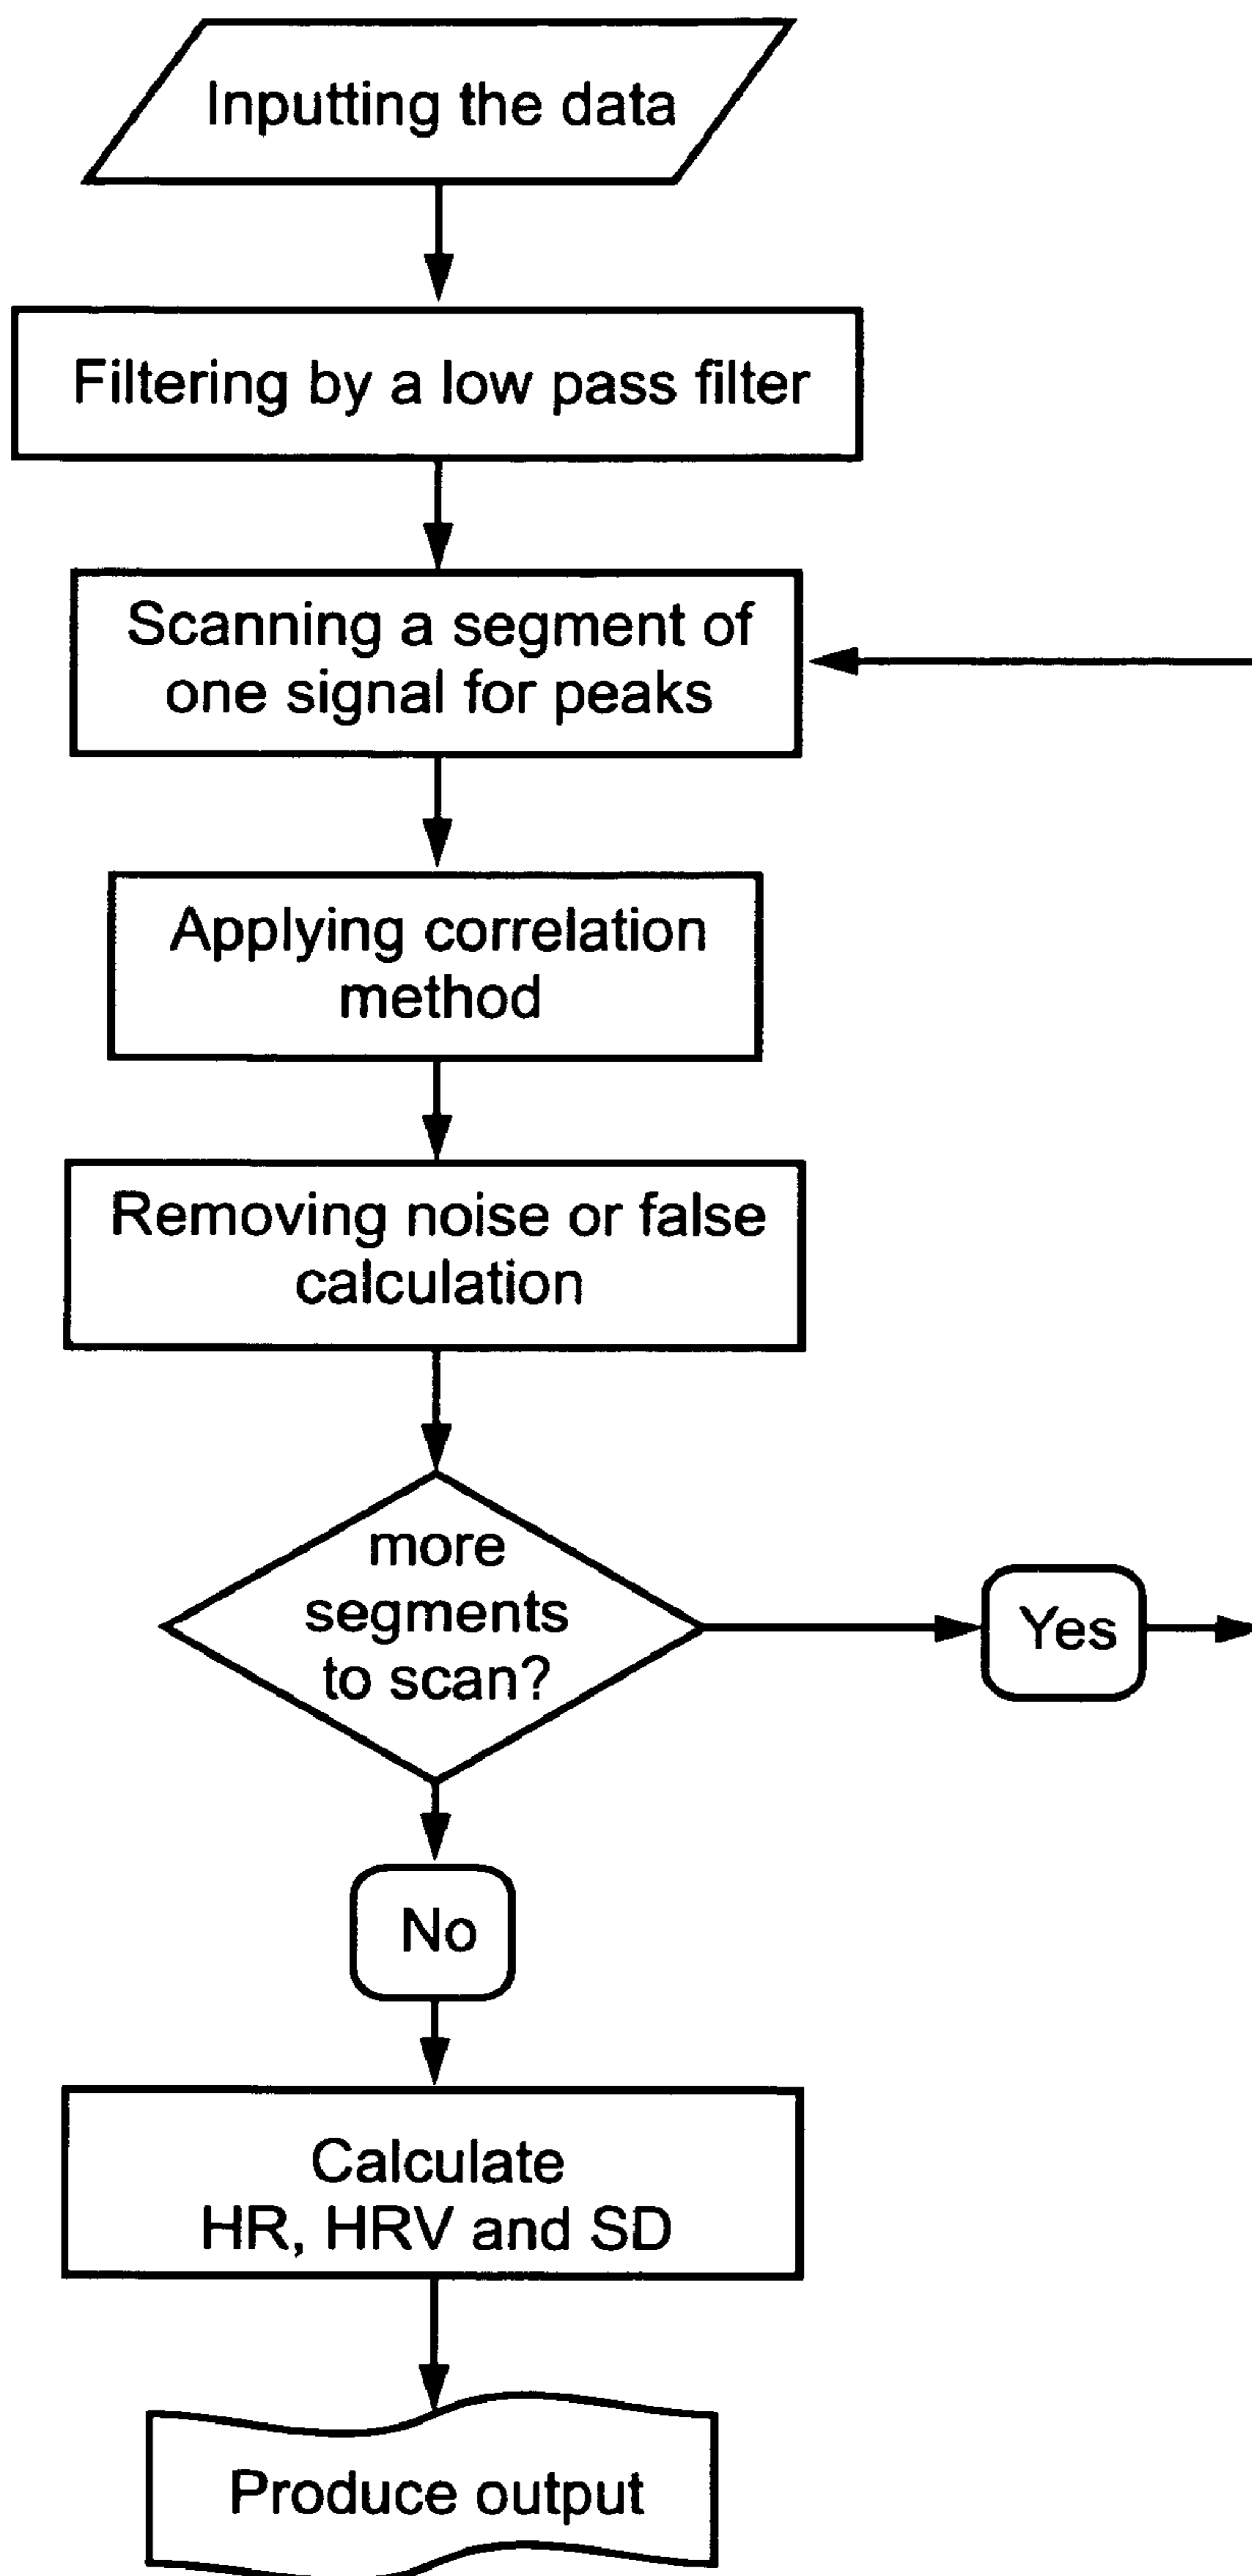 Inputting the data
Filtering by a low pass filter
Scanning a segment of
one signal for peaks
Applying correlation
method
Removing noise or false
calculation
more
segments
to scan?
Yes
No
Calculate
HR, HRV and SD
Produce output